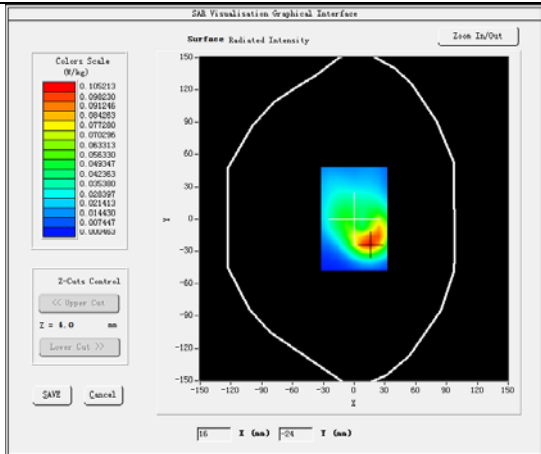 SAR Visualisation Graphical Interface
Surface Radiated Intensity
Zoom In/Out
Colors Scale
(W/kg)
0.105213
0.098230
0.091246
0.084263
0.077280
0.070296
0.063313
0.056330
0.049347
0.042363
0.035380
0.028397
0.021413
0.014430
0.007447
0.000463
150
120
90
60
30
0
-30
-60
-90
-120
-150
Y
-150 -120 -90 -60 -30 0 30 60 90 120 150
X
Z-Cuts Control
<< Upper Cut
Z = 4.0 mm
Lower Cut >>
SAVE Cancel
16 X (mm) -24 Y (mm)